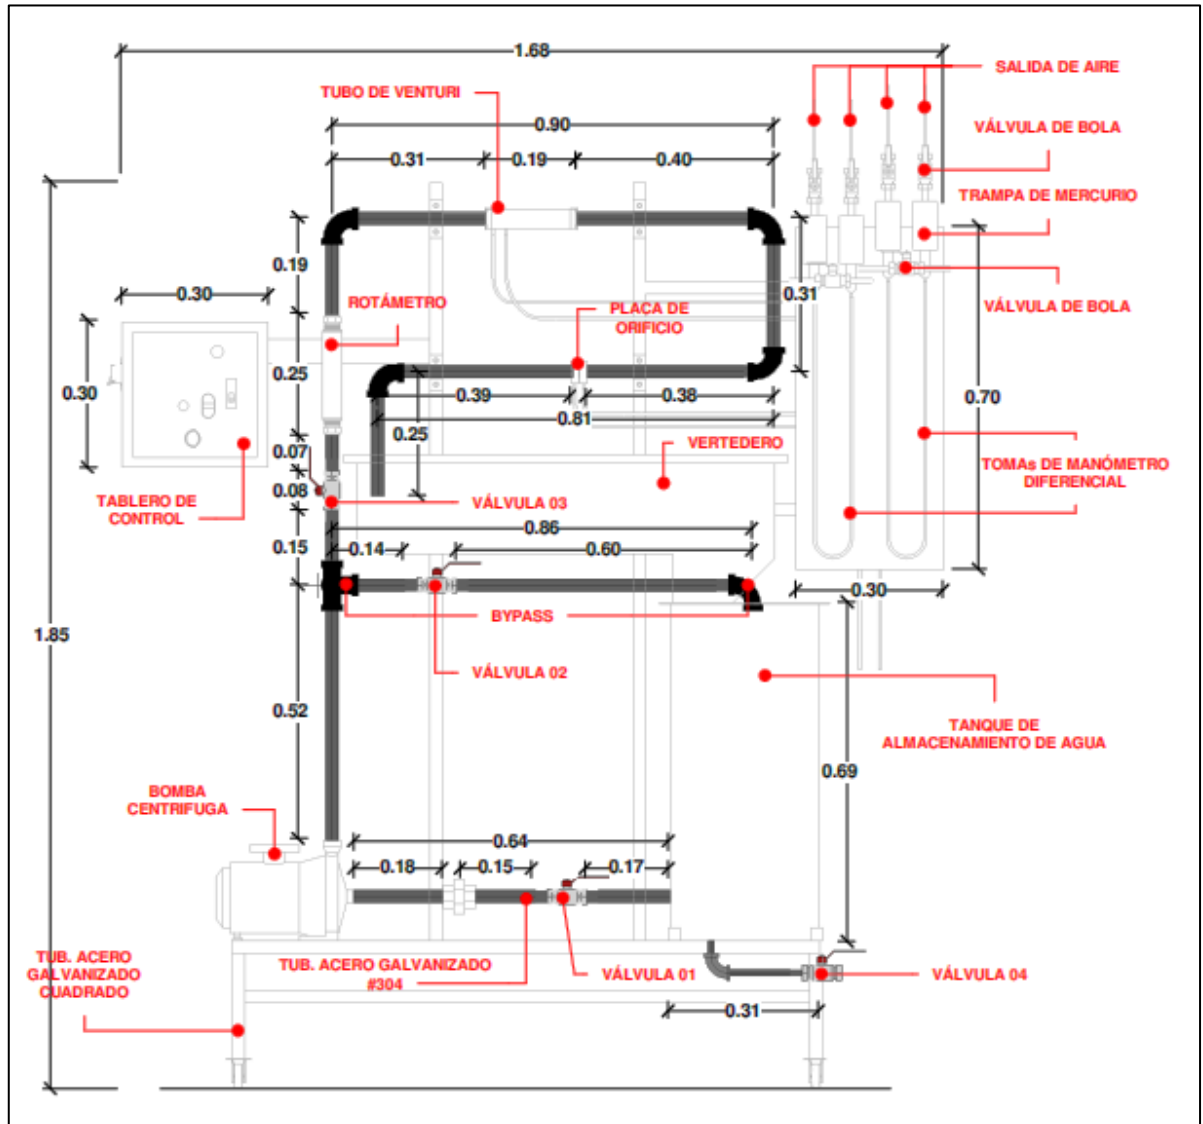 1.68
SALIDA DE AIRE
TUBO DE VENTURI
0.90
VÁLVULA DE BOLA
0.31
0.19
0.40
TRAMPA DE MERCURIO
0.19
0.30
ROTÁMETRO
PLACA DE
ORIFICIO
0.31
VÁLVULA DE BOLA
0.30
0.25
0.39
0.38
0.70
0.81
0.25
VERTEDERO
0.07
TOMAs DE MANÓMETRO
DIFERENCIAL
0.08
TABLERO DE
CONTROL
VÁLVULA 03
0.86
0.15
0.14
0.60
0.30
BYPASS
1.85
VÁLVULA 02
0.52
TANQUE DE
ALMACENAMIENTO DE AGUA
0.69
BOMBA
CENTRIFUGA
0.64
0.18
0.15
0.17
TUB. ACERO
GALVANIZADO
CUADRADO
TUB. ACERO GALVANIZADO
#304
VÁLVULA 01
VÁLVULA 04
0.31